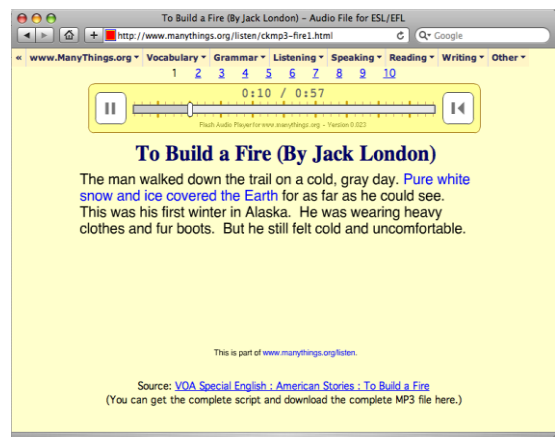 To Build a Fire (By Jack London) – Audio File for ESL/EFL
http://www.manythings.org/listen/ckmp3-fire1.html
Google
« www.ManyThings.org Vocabulary Grammar Listening Speaking Reading Writing Other
1 2 3 4 5 6 7 8 9 10
0:10 / 0:57
Flash Audio Player for www.manythings.org - Version 0.023
To Build a Fire (By Jack London)
The man walked down the trail on a cold, gray day. Pure white
snow and ice covered the Earth for as far as he could see.
This was his first winter in Alaska. He was wearing heavy
clothes and fur boots. But he still felt cold and uncomfortable.
This is part of www.manythings.org/listen.
Source: VOA Special English : American Stories : To Build a Fire
(You can get the complete script and download the complete MP3 file here.)